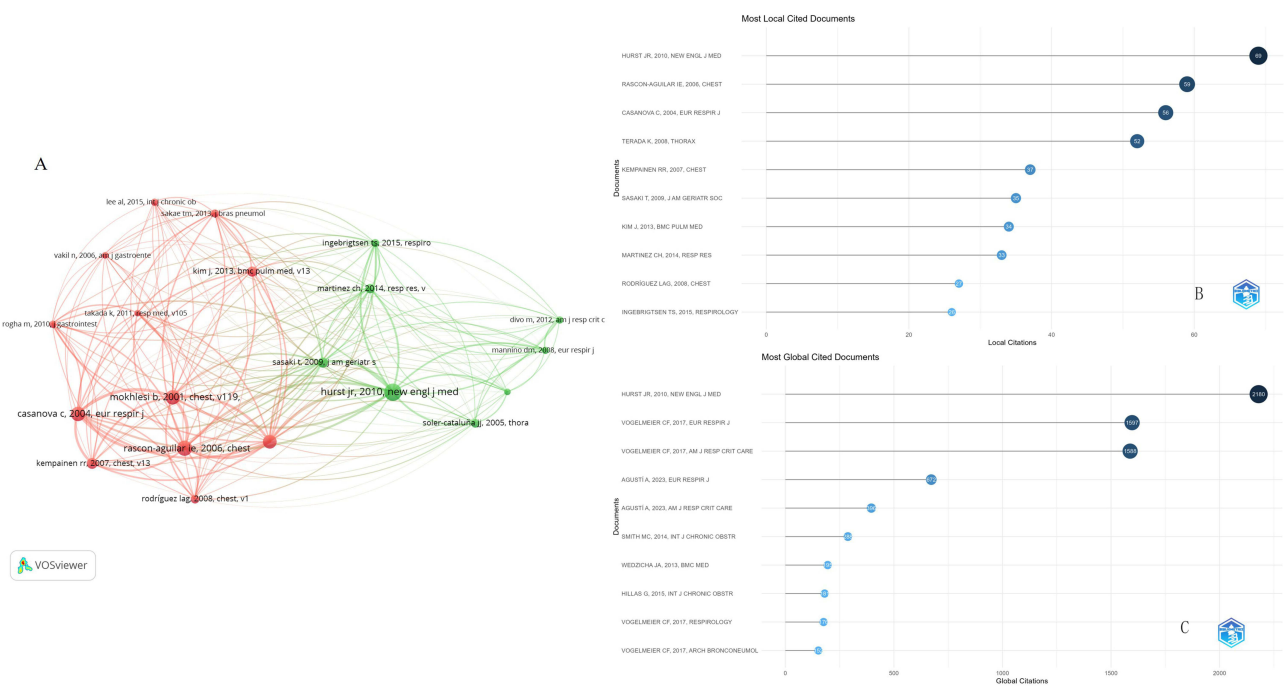 A
lee al, 2015, int j chronic ob
sakae tm, 2013, j bras pneumol
vakil n, 2006, am j gastroente
ingebrigtsen ts, 2015, respiro
kim j, 2013, bmc pulm med, v13
martinez ch, 2014, resp res, v
takada k, 2011, resp med, v105
rogha m, 2010, j gastrointest
divo m, 2012, am j resp crit c
mannino dm, 2008, eur respir j
sasaki t, 2009, j am geriatr s
hurst jr, 2010, new engl j med
mokhlesi b, 2001, chest, v119,
casanova c, 2004, eur respir j
soler-cataluña jj, 2005, thora
rascon-aguilar ie, 2006, chest
kempainen rr, 2007, chest, v13
rodríguez lag, 2008, chest, v1
VOSviewer
Most Local Cited Documents
HURST JR, 2010, NEW ENGL J MED
69
RASCON-AGUILAR IE, 2006, CHEST
59
CASANOVA C, 2004, EUR RESPIR J
56
TERADA K, 2008, THORAX
52
Documents
KEMPAINEN RR, 2007, CHEST
37
SASAKI T, 2009, J AM GERIATR SOC
35
KIM J, 2013, BMC PULM MED
34
MARTINEZ CH, 2014, RESP RES
33
RODRÍGUEZ LAG, 2008, CHEST
27
INGEBRIGTSEN TS, 2015, RESPIROLOGY
26
B
0
20
40
60
Local Citations
Most Global Cited Documents
HURST JR, 2010, NEW ENGL J MED
2180
VOGELMEIER CF, 2017, EUR RESPIR J
1597
VOGELMEIER CF, 2017, AM J RESP CRIT CARE
1588
AGUSTÍ A, 2023, EUR RESPIR J
672
Documents
AGUSTÍ A, 2023, AM J RESP CRIT CARE
SMITH MC, 2014, INT J CHRONIC OBSTR
WEDZICHA JA, 2013, BMC MED
HILLAS G, 2015, INT J CHRONIC OBSTR
VOGELMEIER CF, 2017, RESPIROLOGY
VOGELMEIER CF, 2017, ARCH BRONCONEUMOL
C
0
500
1000
1500
2000
Global Citations